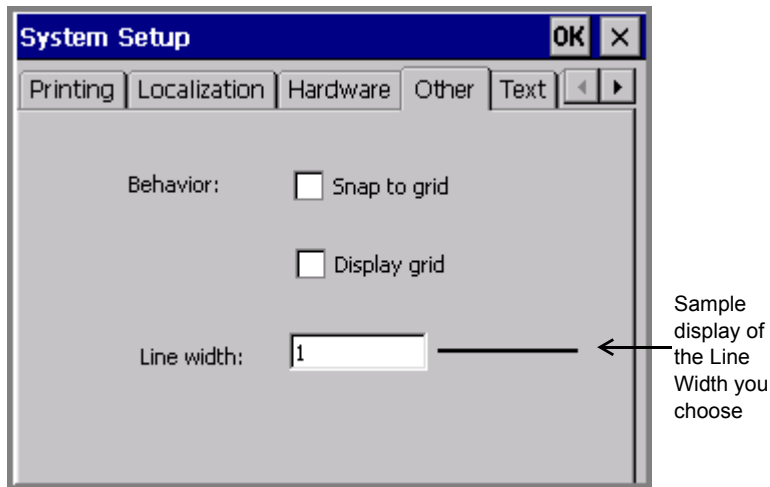 System Setup OK
Printing Localization Hardware Other Text
Behavior: Snap to grid
Display grid
Line width: 1
Sample
display of
the Line
Width you
choose